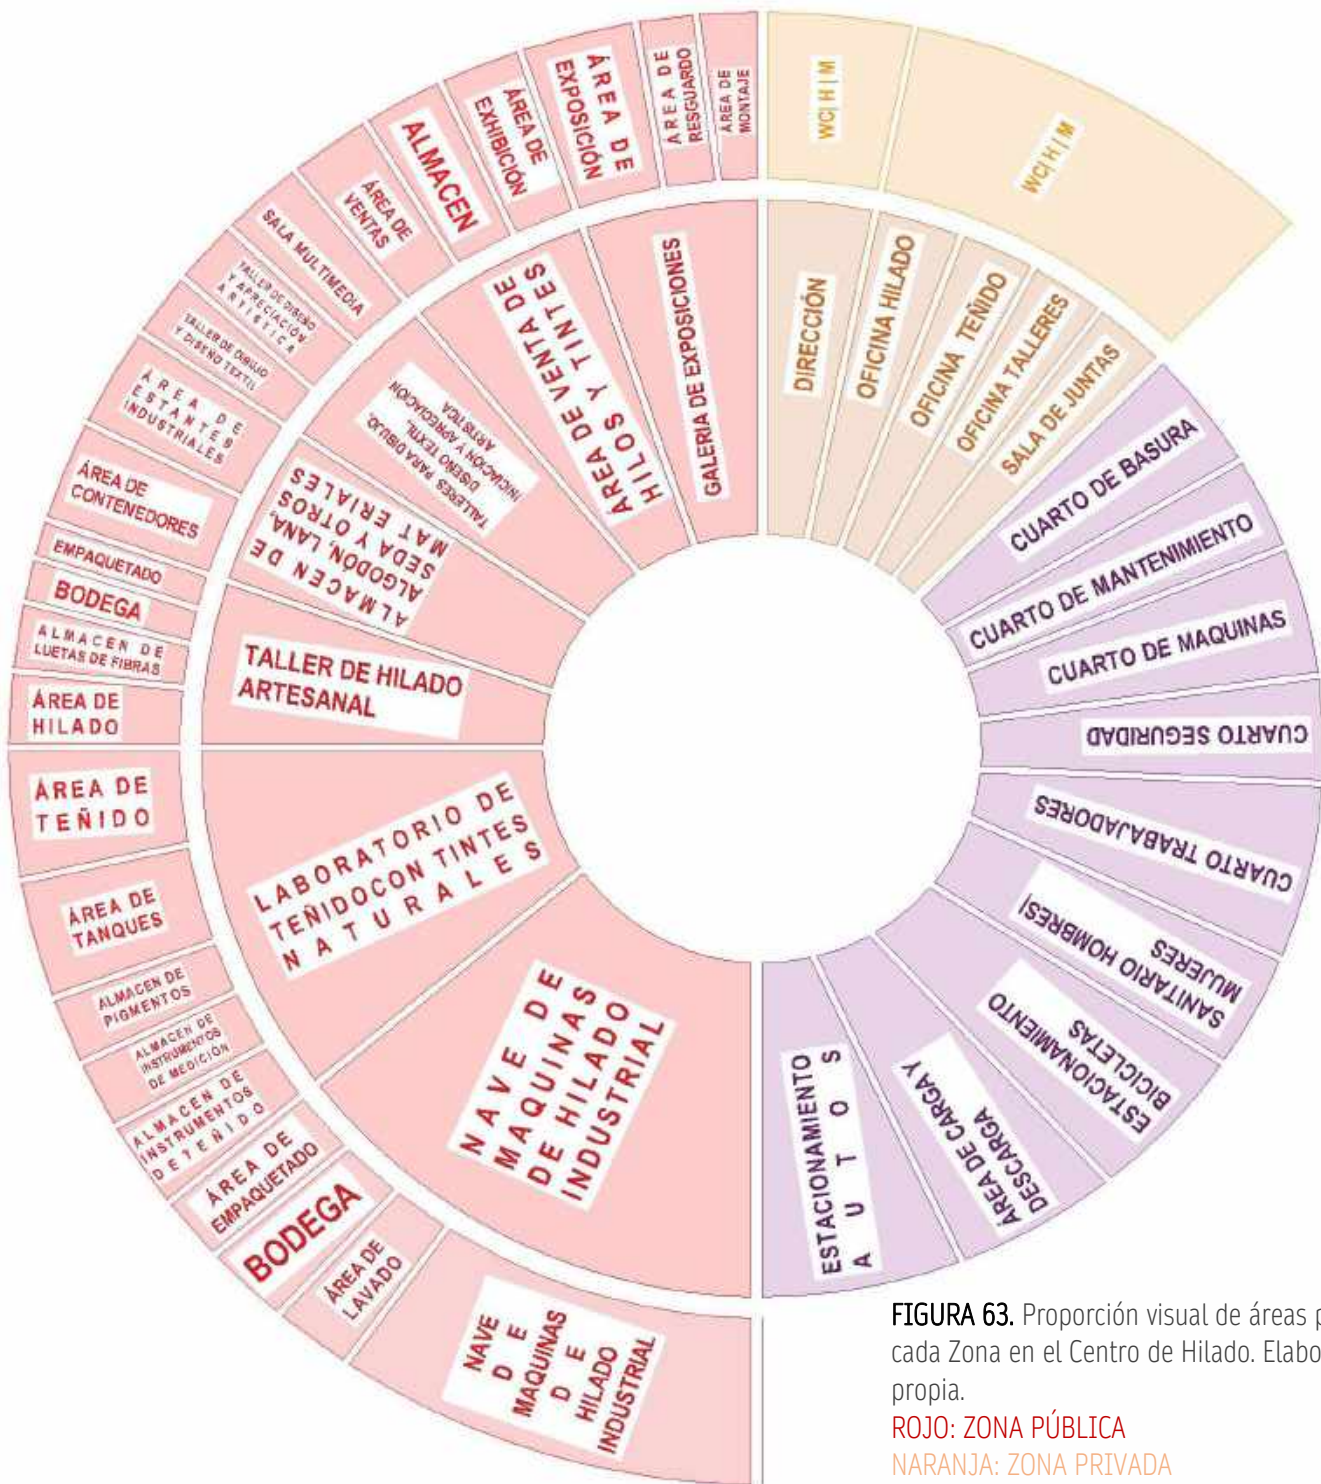 ÁREA DE
MONTAJE
ÁREA DE
RESGUARDO
ÁREA DE
EXPOSICIÓN
ÁREA DE
EXHIBICIÓN
ALMACEN
ÁREA DE
VENTAS
SALA MULTIMEDIA
TALLER DE DISEÑO
Y APRECIACIÓN
ARTISTICA
TALLER DE DIBUJO
Y DISEÑO TEXTIL
ÁREA DE
ESTANTES
INDUSTRIALES
ÁREA DE
CONTENEDORES
EMPAQUETADO
BODEGA
ALMACEN DE
LUETAS DE FIBRAS
ÁREA DE
HILADO
ÁREA DE
TEÑIDO
ÁREA DE
TANQUES
ALMACEN DE
PIGMENTOS
ALMACÉN DE
INSTRUMENTOS
DE MEDICIÓN
ALMACEN DE
INSTRUMENTOS
DE TEÑIDO
ÁREA DE
EMPAQUETADO
BODEGA
ÁREA DE
LAVADO
NAVE
DE
MAQUINAS
DE
HILADO
INDUSTRIAL
GALERIA DE EXPOSICIONES
ÁREA DE VENTA DE
HILOS Y TINTES
TALLERES PARA DIBUJO,
DISEÑO TEXTIL,
INICIACIÓN Y APRECIACIÓN
ARTISTICA
ALMACEN DE
ALGODÓN, LANA,
SEDA Y OTROS
MATERIALES
TALLER DE HILADO
ARTESANAL
LABORATORIO DE
TEÑIDOCON TINTES
NATURALES
NAVE DE
MAQUINAS
DE HILADO
INDUSTRIAL
WC| H | M
WC| H | M
DIRECCIÓN
OFICINA HILADO
OFICINA TEÑIDO
OFICINA TALLERES
SALA DE JUNTAS
CUARTO DE BASURA
CUARTO DE MANTENIMIENTO
CUARTO DE MAQUINAS
CUARTO SEGURIDAD
CUARTO TRABAJADORES
SANITARIO HOMBRES|
MUJERES
ESTACIONAMIENTO
BICICLETAS
ÁREA DE CARGA Y
DESCARGA
ESTACIONAMIENTO
AUTOS
FIGURA 63. Proporción visual de áreas p
cada Zona en el Centro de Hilado. Elabo
propia.
ROJO: ZONA PÚBLICA
NARANJA: ZONA PRIVADA